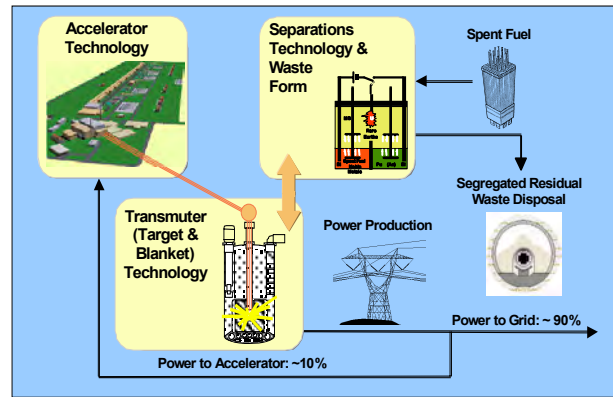 Accelerator
Technology
Separations
Technology &
Waste
Form
Spent Fuel
Segregated Residual
Waste Disposal
Transmuter
(Target &
Blanket)
Technology
Power Production
Power to Grid: ~ 90%
Power to Accelerator: ~10%